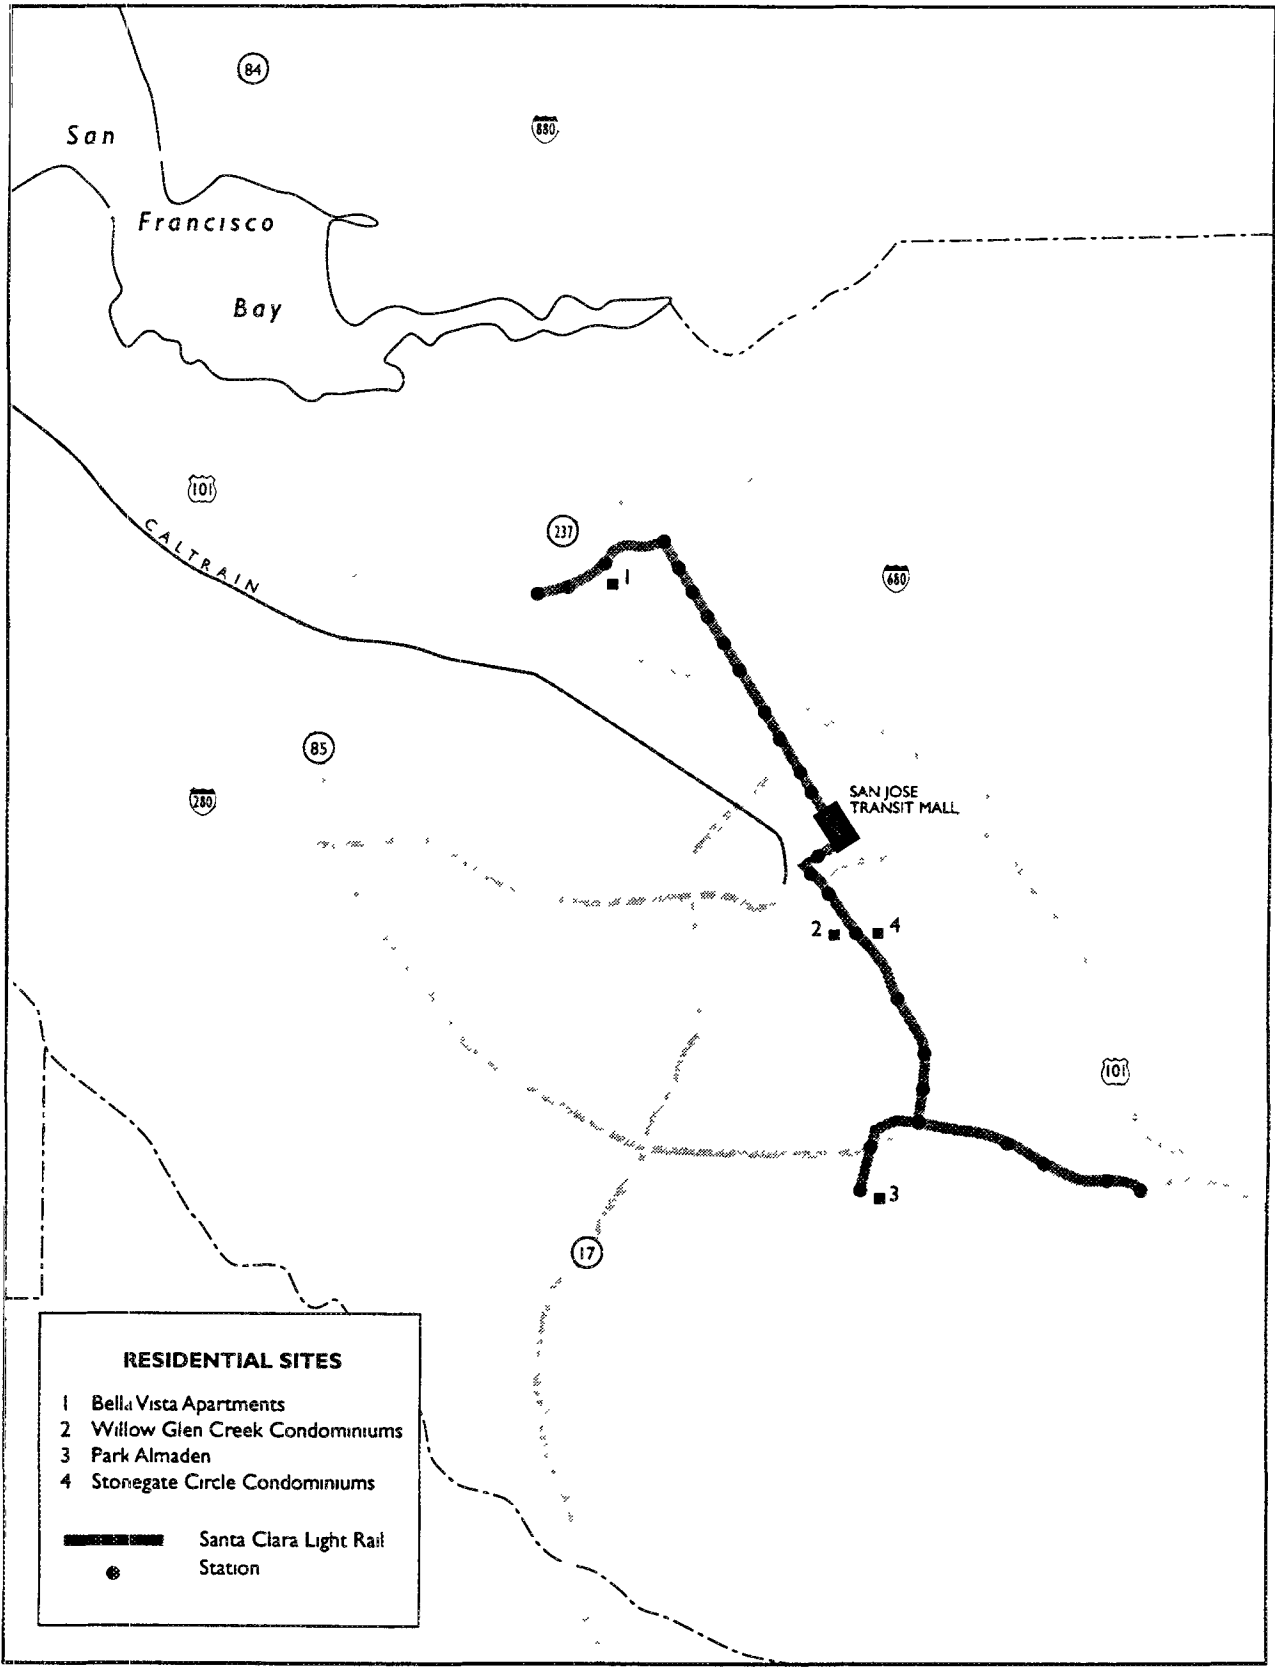 84
San
880
Francisco
Bay
101
CALTRAIN
237
1
680
85
280
SAN JOSE
TRANSIT MALL
2
4
101
3
17
RESIDENTIAL SITES
1 Bella Vista Apartments
2 Willow Glen Creek Condominiums
3 Park Almaden
4 Stonegate Circle Condominiums
Santa Clara Light Rail
Station